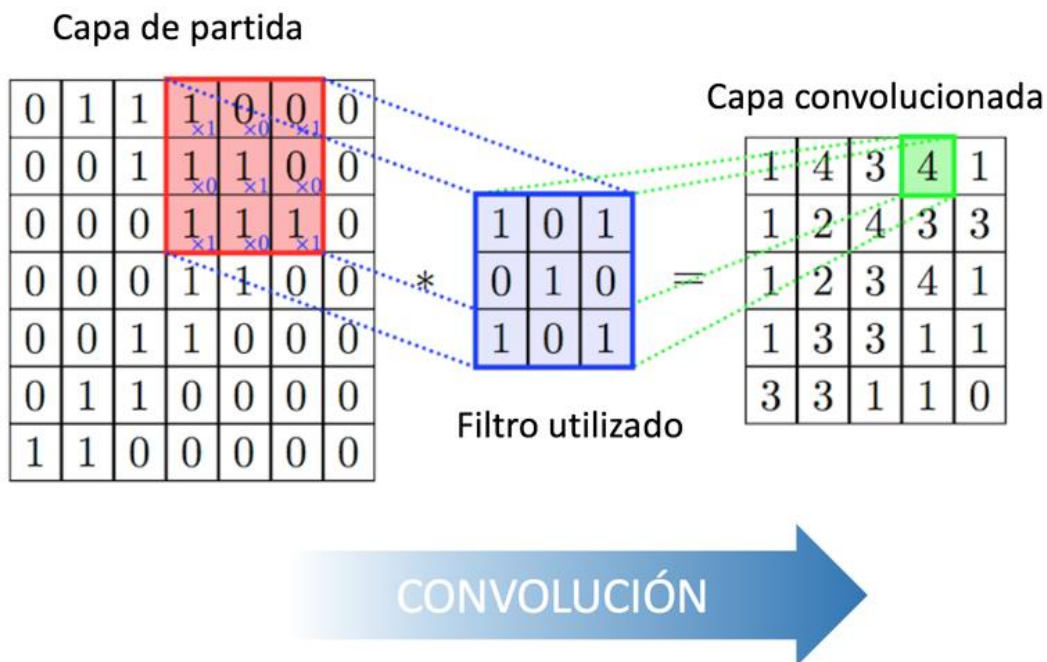 Capa de partida
Capa convolucionada
0 1 1 1×1 0×0 0×1 0
0 0 1 1×0 1×1 0×0 0
0 0 0 1×1 1×0 1×1 0
0 0 0 1 1 0 0
0 0 1 1 0 0 0
0 1 1 0 0 0 0
1 1 0 0 0 0 0
*
1 0 1
0 1 0
1 0 1
Filtro utilizado
=
1 4 3 4 1
1 2 4 3 3
1 2 3 4 1
1 3 3 1 1
3 3 1 1 0
CONVOLUCIÓN